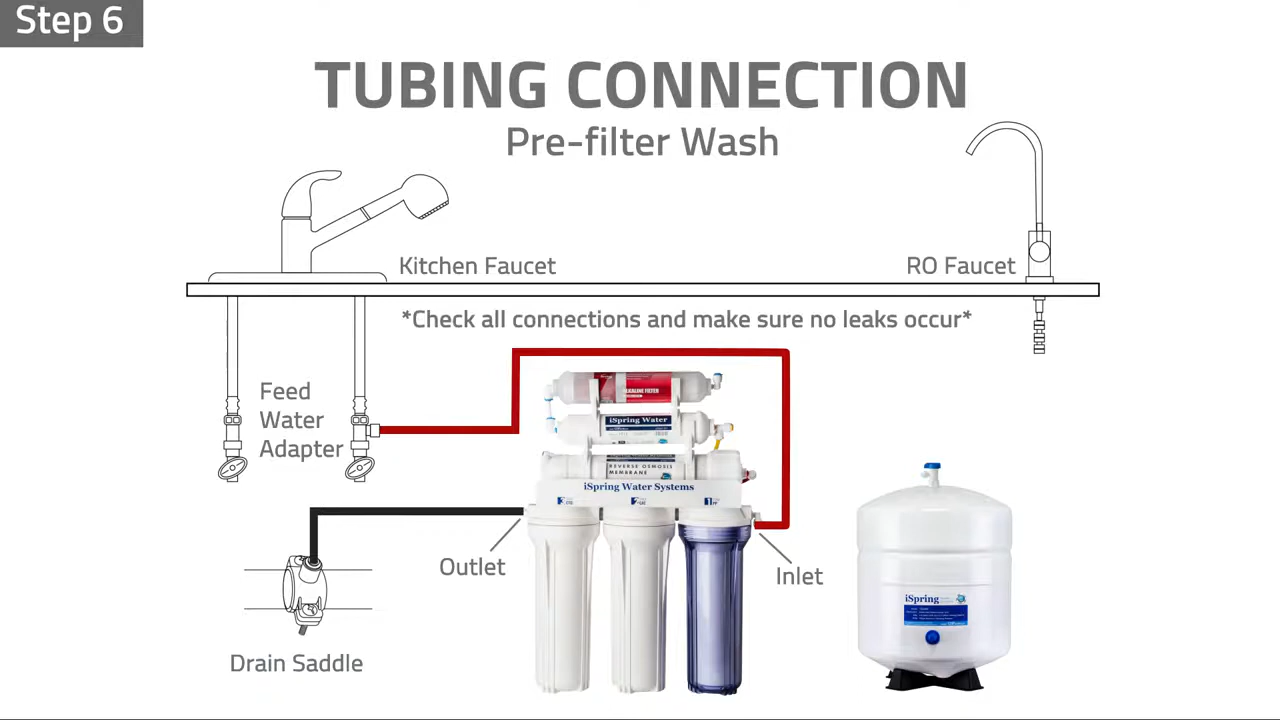 Step 6
TUBING CONNECTION
Pre-filter Wash
Kitchen Faucet
RO Faucet
*Check all connections and make sure no leaks occur*
Feed
Water
Adapter
ALKALINE FILTER
iSpring Water
REVERSE OSMOSIS
MEMBRANE
iSpring Water Systems
Outlet
Inlet
iSpring
Drain Saddle